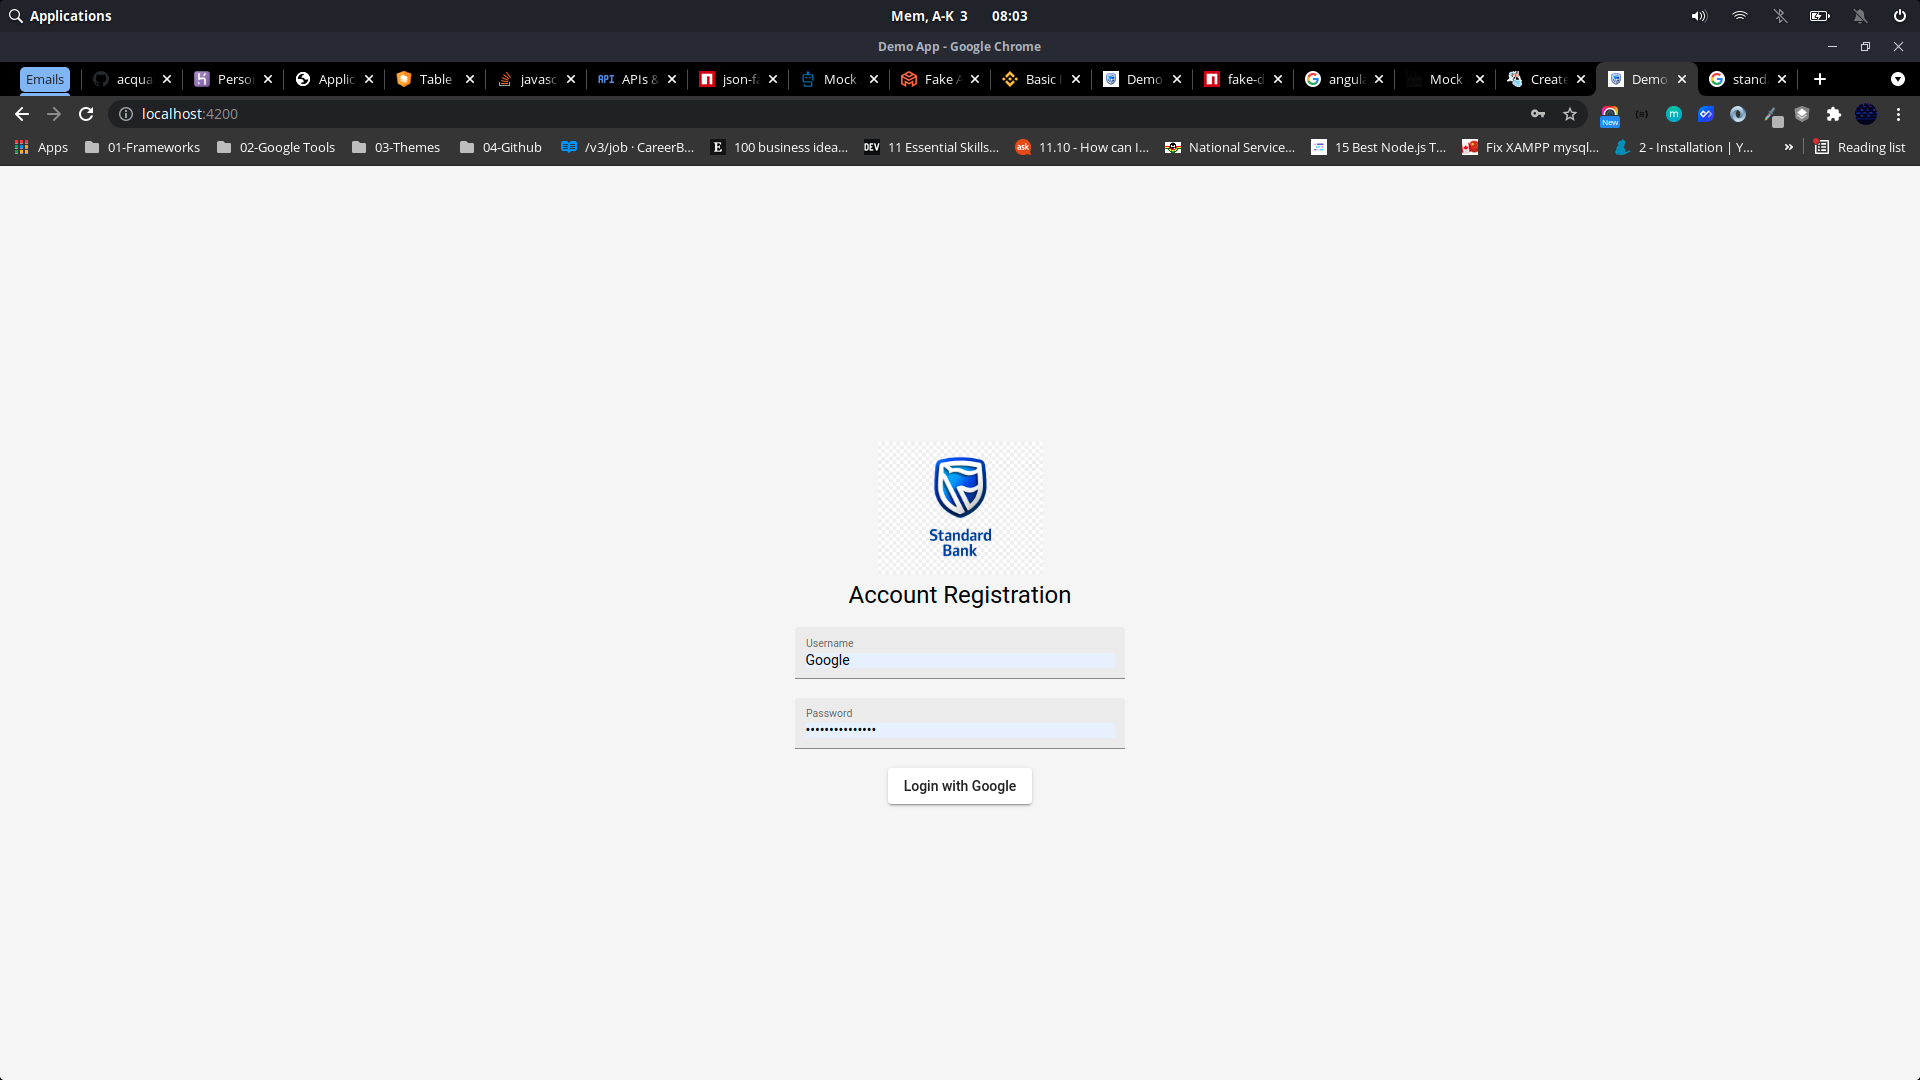 Applications
Mem, A-K 3 08:03
Demo App - Google Chrome
Emails acqua Perso Applic Table javasc APIs & json-fa Mock Fake A Basic Demo fake-d angula Mock Create Demo stand
localhost:4200
New
Apps 01-Frameworks 02-Google Tools 03-Themes 04-Github /v3/job · CareerB... 100 business idea... 11 Essential Skills... 11.10 - How can I... National Service... 15 Best Node.js T... Fix XAMPP mysql... 2 - Installation | Y... » Reading list
Standard
Bank
Account Registration
Username
Google
Password
•••••••••••••••
Login with Google